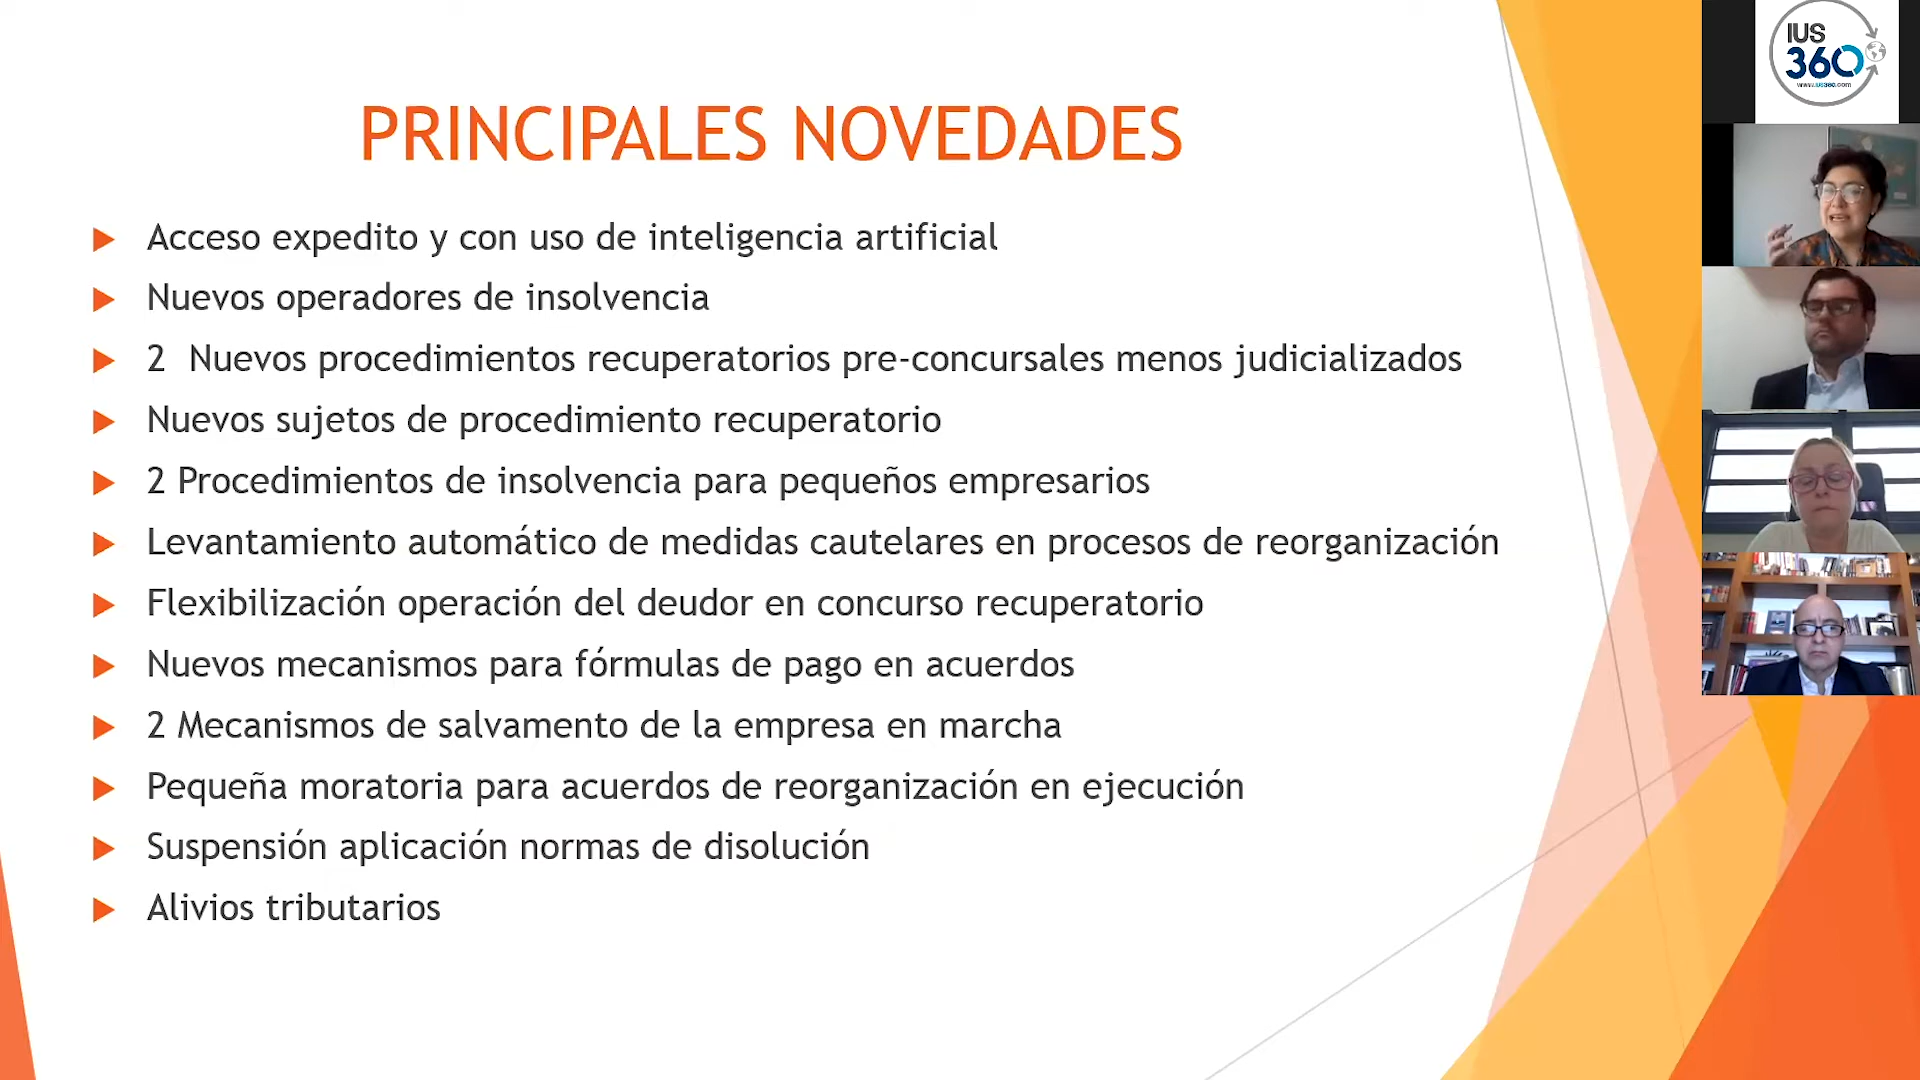 PRINCIPALES NOVEDADES
Acceso expedito y con uso de inteligencia artificial
Nuevos operadores de insolvencia
2 Nuevos procedimientos recuperatorios pre-concursales menos judicializados
Nuevos sujetos de procedimiento recuperatorio
2 Procedimientos de insolvencia para pequeños empresarios
Levantamiento automático de medidas cautelares en procesos de reorganización
Flexibilización operación del deudor en concurso recuperatorio
Nuevos mecanismos para fórmulas de pago en acuerdos
2 Mecanismos de salvamento de la empresa en marcha
Pequeña moratoria para acuerdos de reorganización en ejecución
Suspensión aplicación normas de disolución
Alivios tributarios
IUS
360
www.ius360.com